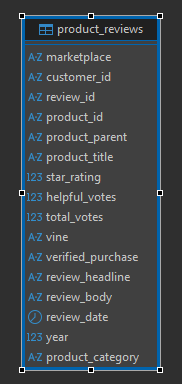 product_reviews
A-Z marketplace
A-Z customer_id
A-Z review_id
A-Z product_id
A-Z product_parent
A-Z product_title
123 star_rating
123 helpful_votes
123 total_votes
A-Z vine
A-Z verified_purchase
A-Z review_headline
A-Z review_body
review_date
123 year
A-Z product_category